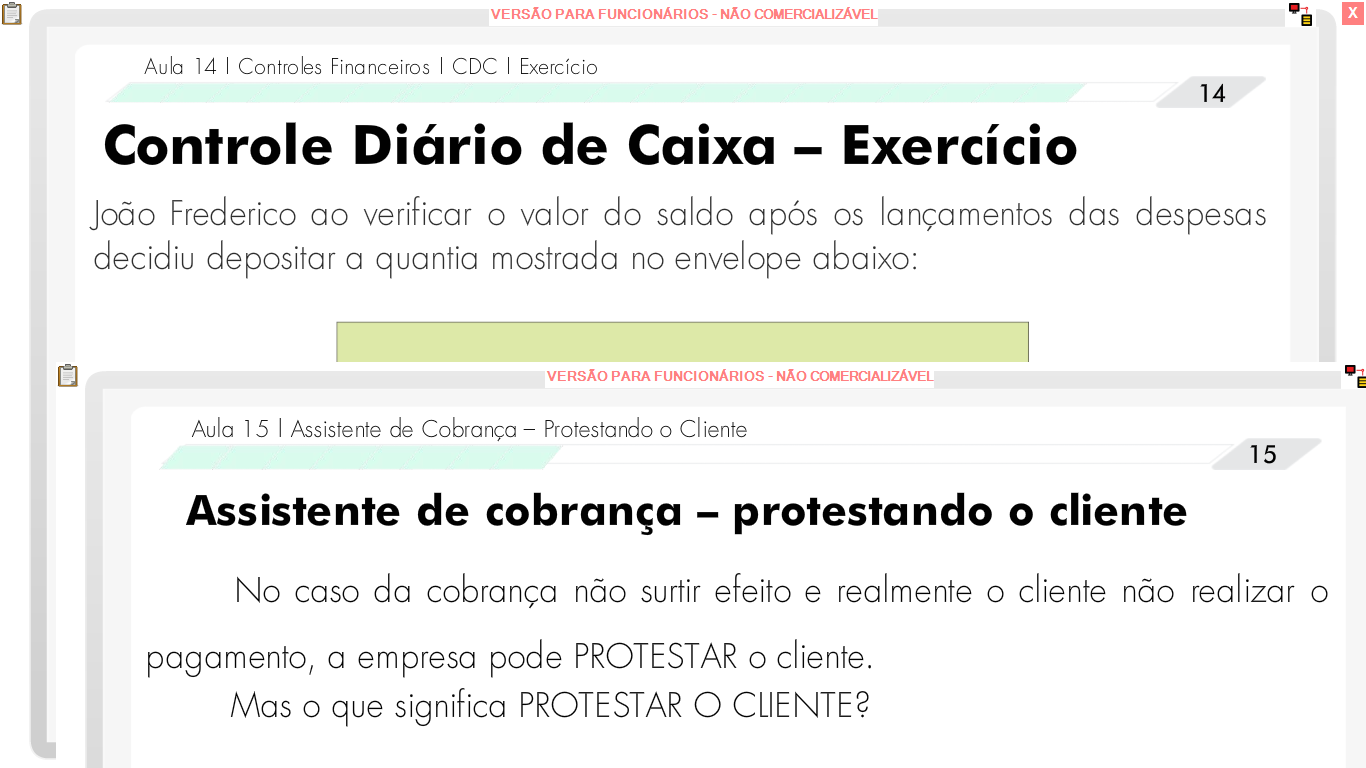 VERSÃO PARA FUNCIONÁRIOS - NÃO COMERCIALIZÁVEL
X
Aula 14 | Controles Financeiros | CDC | Exercício
14
Controle Diário de Caixa – Exercício
João Frederico ao verificar o valor do saldo após os lançamentos das despesas
decidiu depositar a quantia mostrada no envelope abaixo:
VERSÃO PARA FUNCIONÁRIOS - NÃO COMERCIALIZÁVEL
Aula 15 | Assistente de Cobrança – Protestando o Cliente
15
Assistente de cobrança – protestando o cliente
No caso da cobrança não surtir efeito e realmente o cliente não realizar o
pagamento, a empresa pode PROTESTAR o cliente.
Mas o que significa PROTESTAR O CLIENTE?